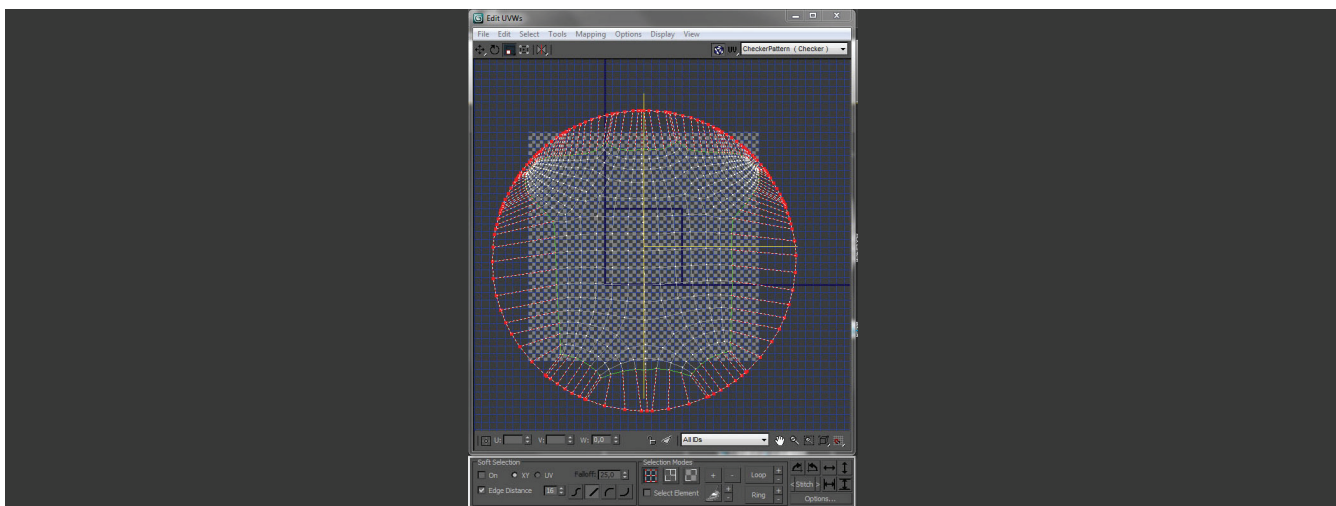 Edit UVWs
File Edit Select Tools Mapping Options Display View
UV, CheckerPattern ( Checker )
U: V: W: 0,0 All IDs
Soft Selection
On XY UV Falloff: 25,0
Edge Distance 16
Selection Modes
+ - Loop + -
Select Element + - Ring + -
< Stitch >
Options...